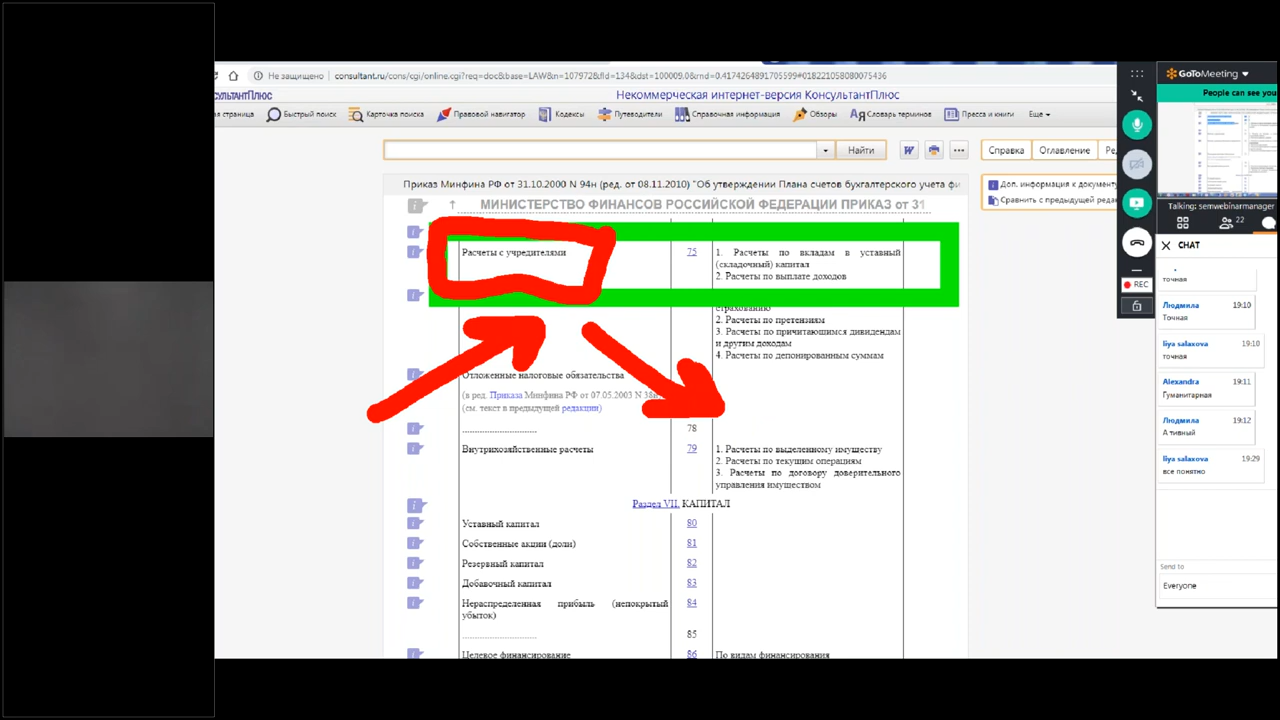 Не защищено
consultant.ru/cons/cgi/online.cgi?req=doc&base=LAW&n=107972&fld=134&dst=100009.0&rnd=0.4174264891705599#018221058080075436
GoToMeeting
People can see you
Некоммерческая интернет-версия КонсультантПлюс
Быстрый поиск
Карточка поиска
Правовой навигатор
Кодексы
Путеводители
Справочная информация
Обзоры
Словарь терминов
Пресса и книги
Еще
Найти
Справка
Оглавление
Приказ Минфина РФ от 31.10.2000 N 94н (ред. от 08.11.2010) "Об утверждении Плана счетов бухгалтерского учета фи
Доп. информация к документу
Сравнить с предыдущей редак
МИНИСТЕРСТВО ФИНАНСОВ РОССИЙСКОЙ ФЕДЕРАЦИИ ПРИКАЗ от 31
Talking: semwebinarmanager
22
CHAT
REC
Расчеты с учредителями
75
1. Расчеты по вкладам в уставный
(складочный) капитал
2. Расчеты по выплате доходов
страхованию
2. Расчеты по претензиям
3. Расчеты по причитающимся дивидендам
и другим доходам
4. Расчеты по депонированным суммам
Отложенные налоговые обязательства
(в ред. Приказа Минфина РФ от 07.05.2003 N 38н
(см. текст в предыдущей редакции)
78
Внутрихозяйственные расчеты
79
1. Расчеты по выделенному имуществу
2. Расчеты по текущим операциям
3. Расчеты по договору доверительного
управления имуществом
Раздел VII. КАПИТАЛ
Уставный капитал
80
Собственные акции (доли)
81
Резервный капитал
82
Добавочный капитал
83
Нераспределенная прибыль (непокрытый
убыток)
84
85
Целевое финансирование
86
По видам финансирования
точная
Людмила 19:10
Точная
liya salaxova 19:10
точная
Alexandra 19:11
Гуманитарная
Людмила 19:12
А тивный
liya salaxova 19:29
все понятно
Send to
Everyone